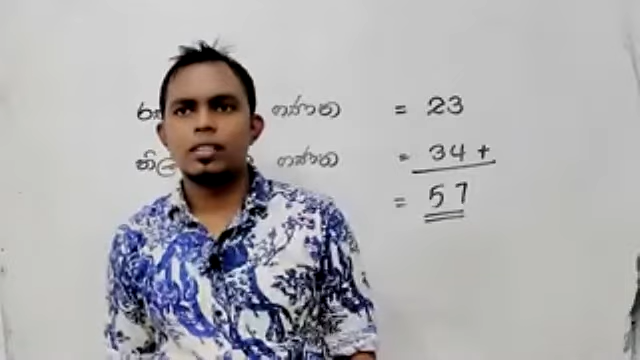 ගණන = 23
ගණන = 34 +
= 57